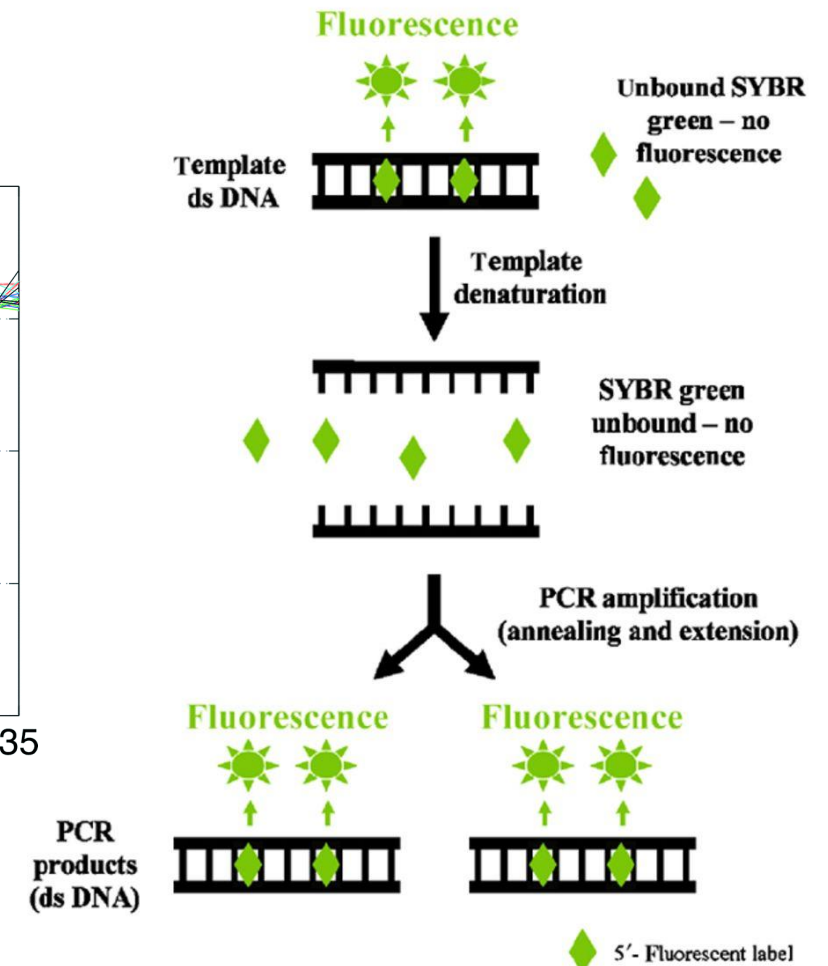 Fluorescence
Unbound SYBR
green – no
fluorescence
Template
ds DNA
Template
denaturation
SYBR green
unbound – no
fluorescence
PCR amplification
(annealing and extension)
Fluorescence
Fluorescence
35
PCR
products
(ds DNA)
5′- Fluorescent label